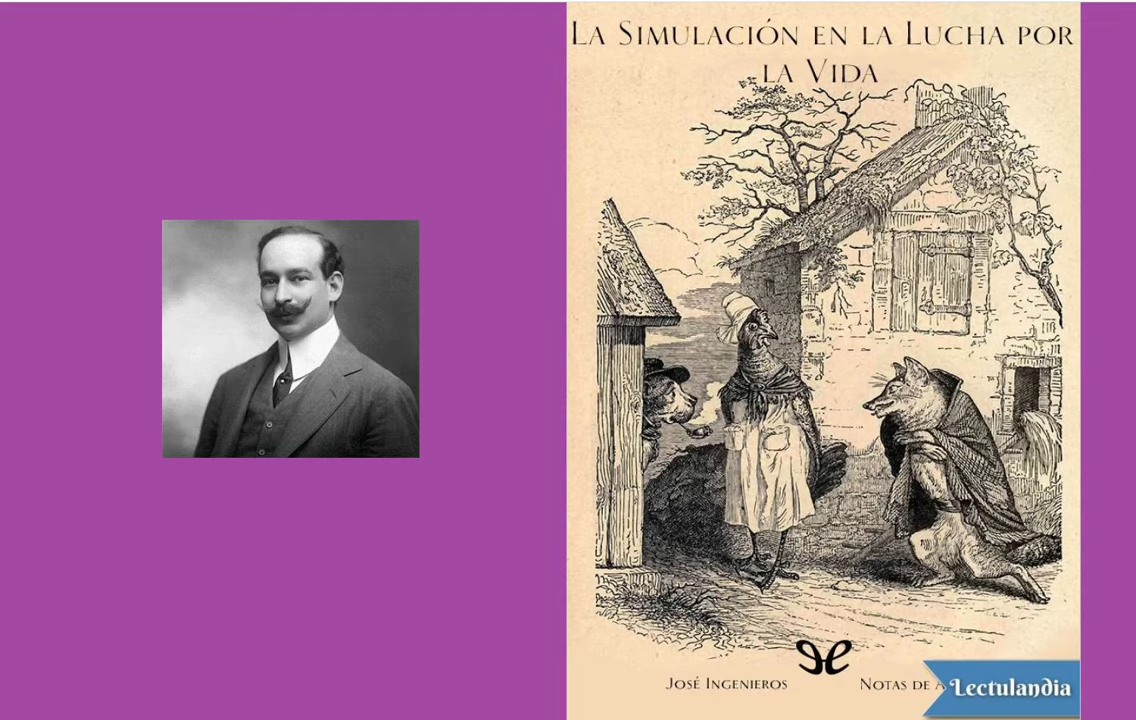 La Simulación en la Lucha por
la Vida
José Ingenieros
Notas de
Lectulandia